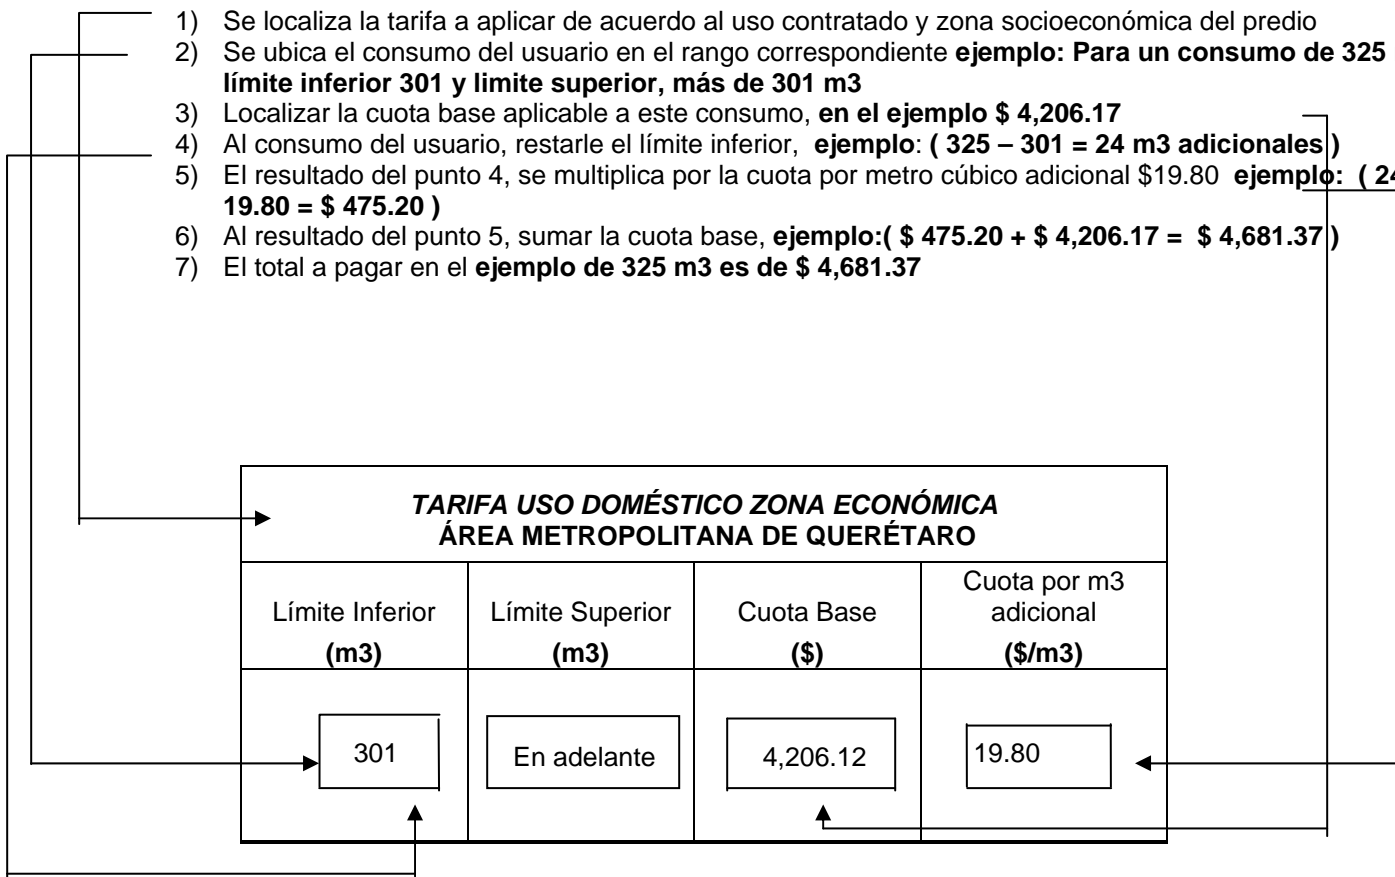 1) Se localiza la tarifa a aplicar de acuerdo al uso contratado y zona socioeconómica del predio
2) Se ubica el consumo del usuario en el rango correspondiente ejemplo: Para un consumo de 325
límite inferior 301 y limite superior, más de 301 m3
3) Localizar la cuota base aplicable a este consumo, en el ejemplo $ 4,206.17
4) Al consumo del usuario, restarle el límite inferior, ejemplo: ( 325 – 301 = 24 m3 adicionales )
5) El resultado del punto 4, se multiplica por la cuota por metro cúbico adicional $19.80 ejemplo: ( 24
19.80 = $ 475.20 )
6) Al resultado del punto 5, sumar la cuota base, ejemplo:( $ 475.20 + $ 4,206.17 = $ 4,681.37 )
7) El total a pagar en el ejemplo de 325 m3 es de $ 4,681.37
TARIFA USO DOMÉSTICO ZONA ECONÓMICA
ÁREA METROPOLITANA DE QUERÉTARO
Límite Inferior (m3)
Límite Superior (m3)
Cuota Base ($)
Cuota por m3
adicional
($/m3)
301
En adelante
4,206.12
19.80